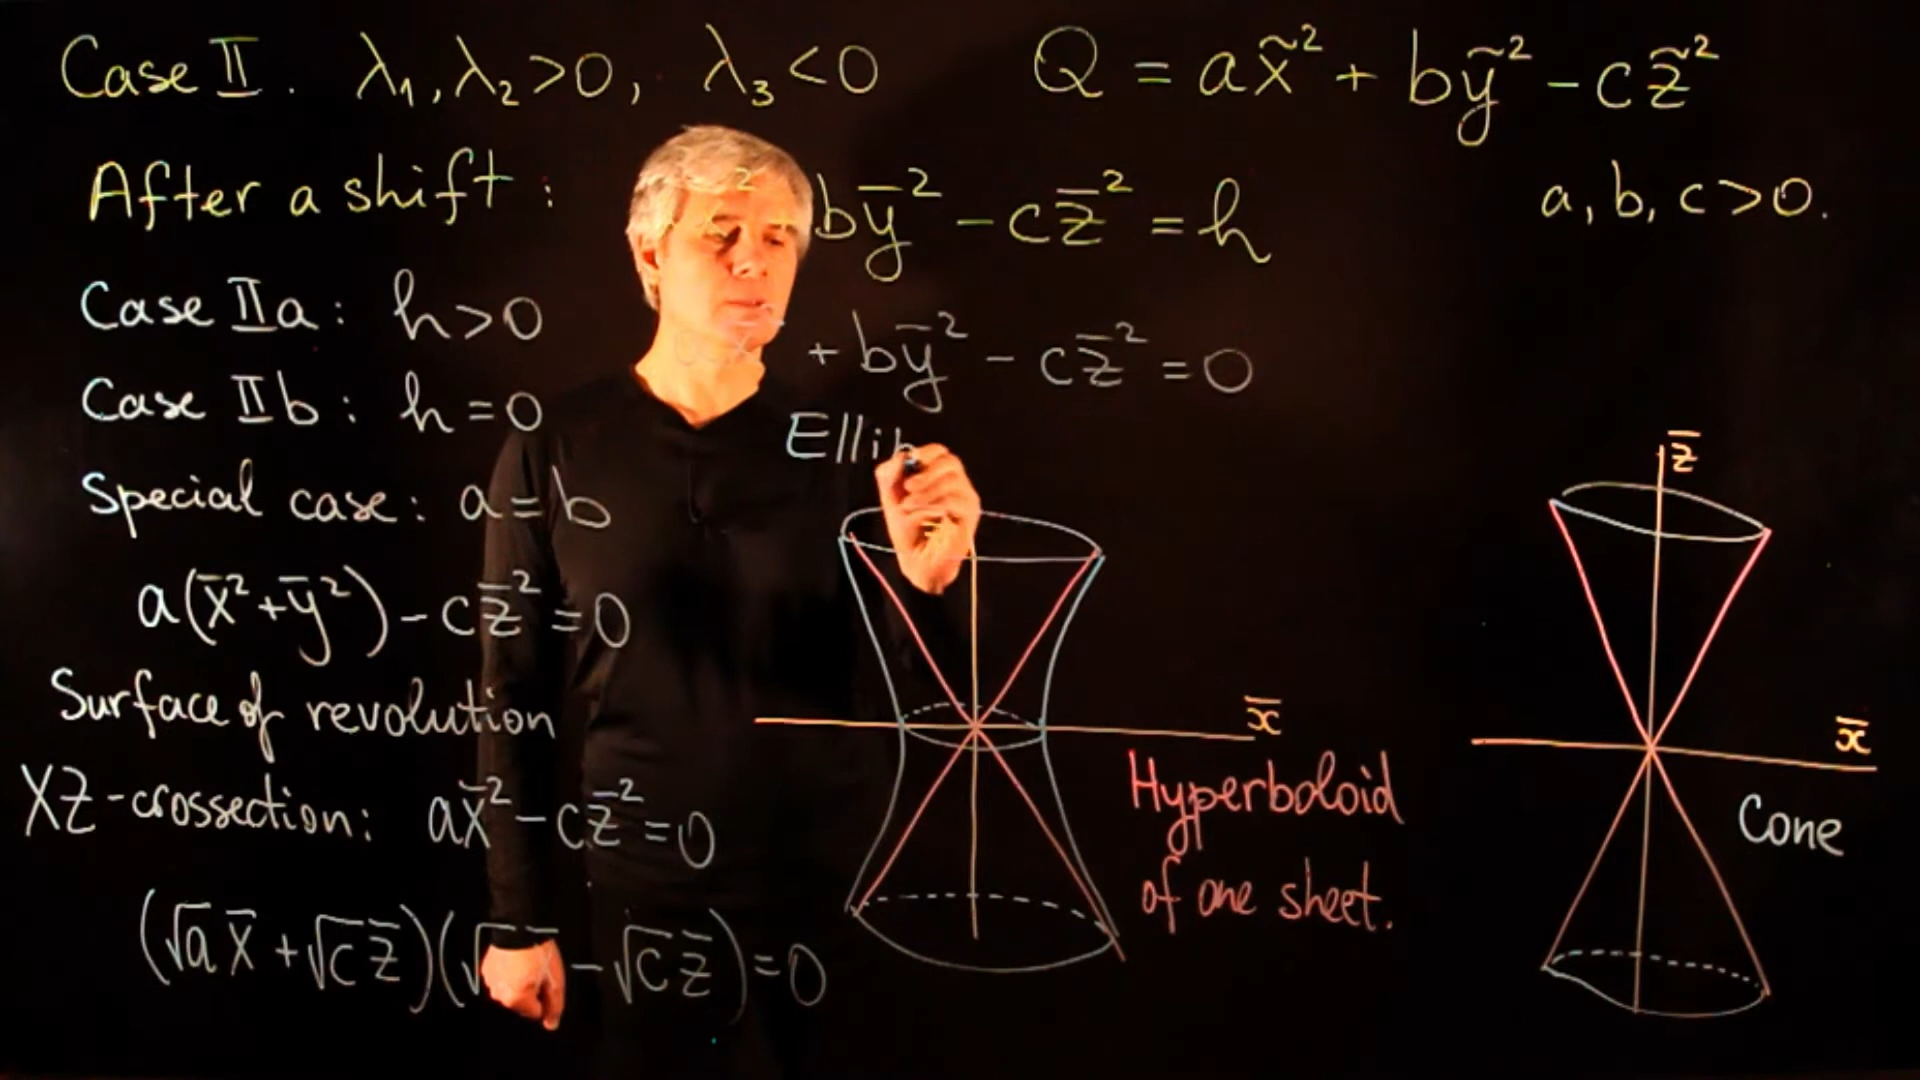 Case II. λ₁, λ₂ > 0, λ₃ < 0
Q = ax̃² + bỹ² - cz̃²
a, b, c > 0.
After a shift :
bȳ² - cz̄² = h
Case IIa : h > 0
+ bȳ² - cz̄² = 0
Case IIb : h = 0
Special case : a = b
a(x̄² + ȳ²) - cz̄² = 0
Surface of revolution
XZ-crossection : ax̄² - cz̄² = 0
(√a x̄ + √c z̄)( - √c z̄) = 0
x̄
Hyperboloid
of one sheet.
z̄
x̄
Cone